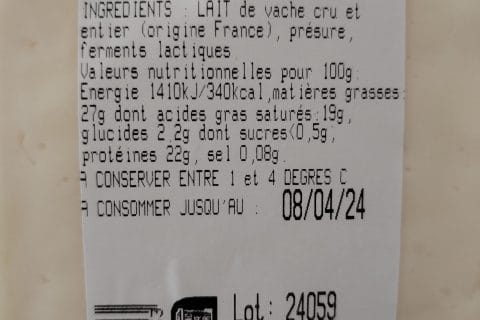 INGREDIENTS : LAIT de vache cru et
entier (origine France), présure,
ferments lactiques
Valeurs nutritionnelles pour 100g:
Energie 1410kJ/340kcal,matières grasses:
27g dont acides gras saturés:19g,
glucides 2.2g dont sucres<0,5g,
protéines 22g, sel 0,08g.
A CONSERVER ENTRE 1 et 4 DEGRES C
A CONSOMMER JUSQU'AU : 08/04/24
Lot: 24059